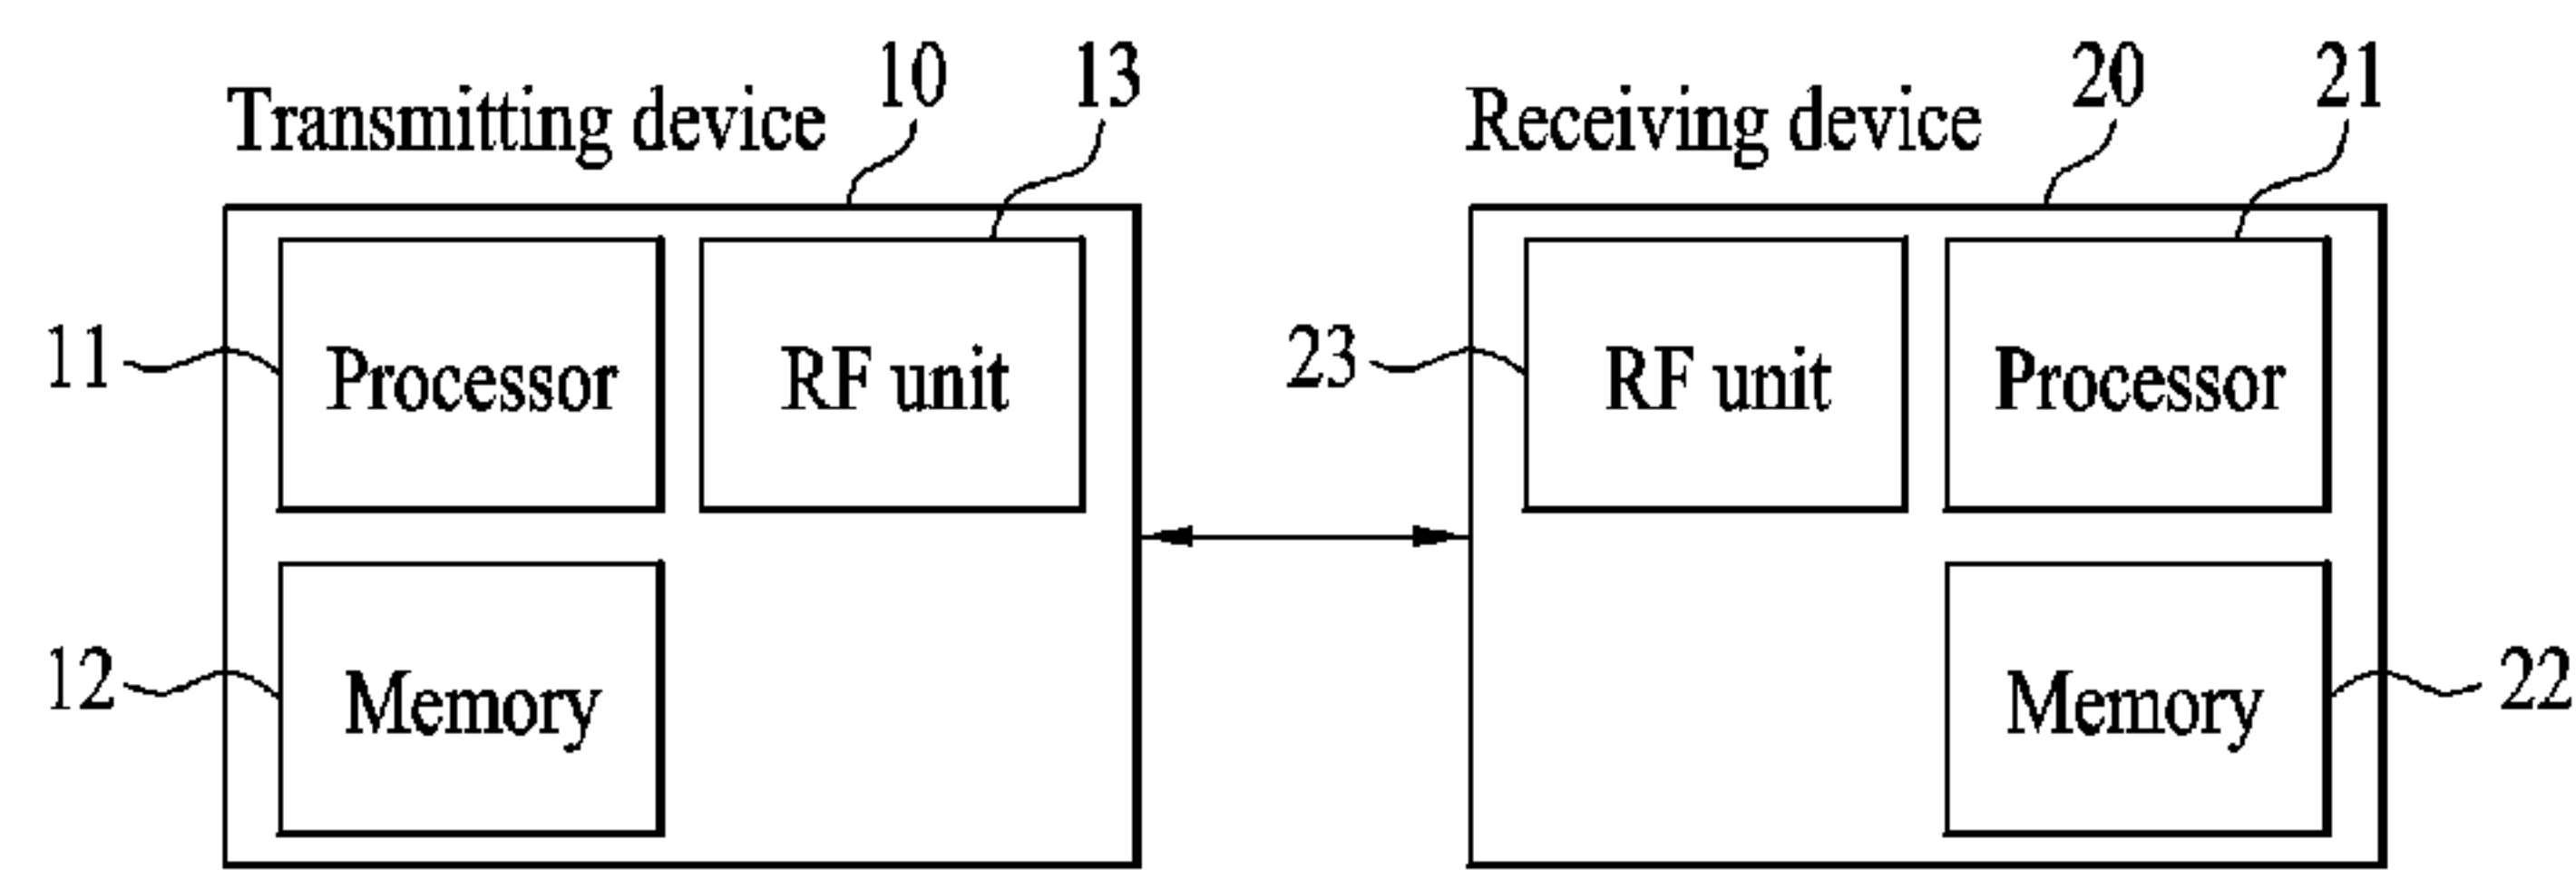 10 13 20 21
Transmitting device Receiving device
11 Processor RF unit 23 RF unit Processor
12 Memory Memory 22